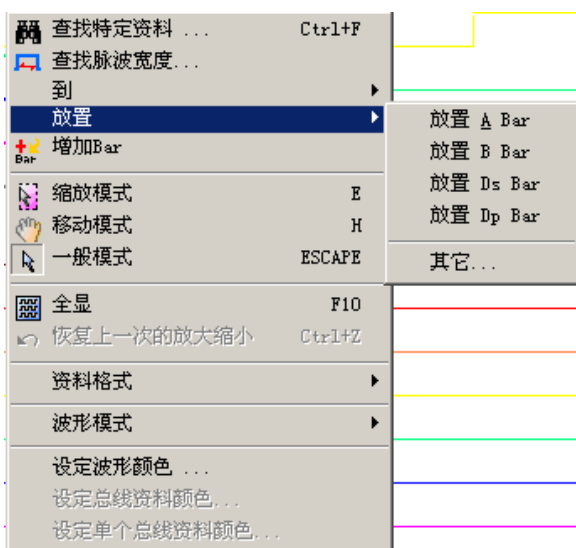 查找特定资料 ... Ctrl+F
查找脉波宽度...
到
放置
放置 A Bar
放置 B Bar
放置 Ds Bar
放置 Dp Bar
其它...
Bar 增加Bar
缩放模式 E
移动模式 H
一般模式 ESCAPE
全显 F10
恢复上一次的放大缩小 Ctrl+Z
资料格式
波形模式
设定波形颜色 ...
设定总线资料颜色...
设定单个总线资料颜色...